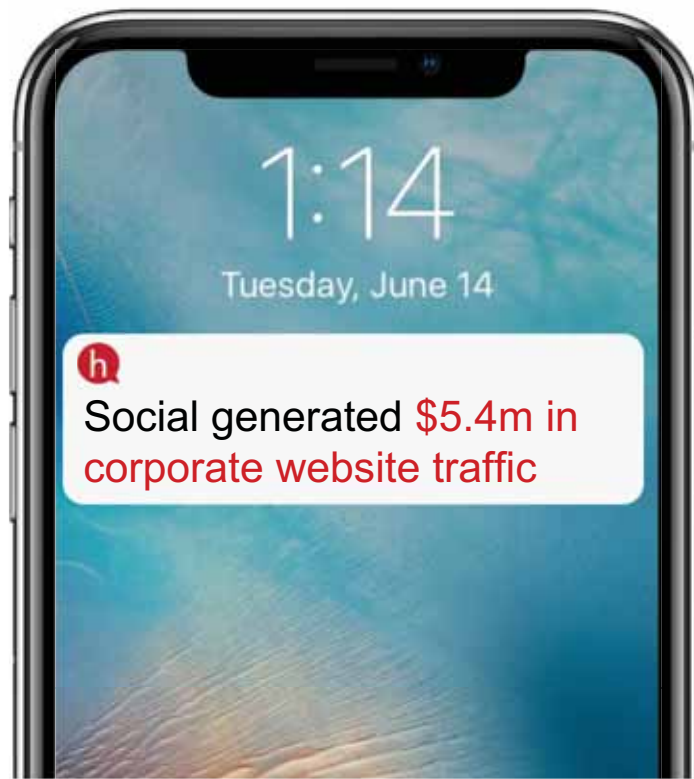 1:14
Tuesday, June 14
h
Social generated $5.4m in
corporate website traffic